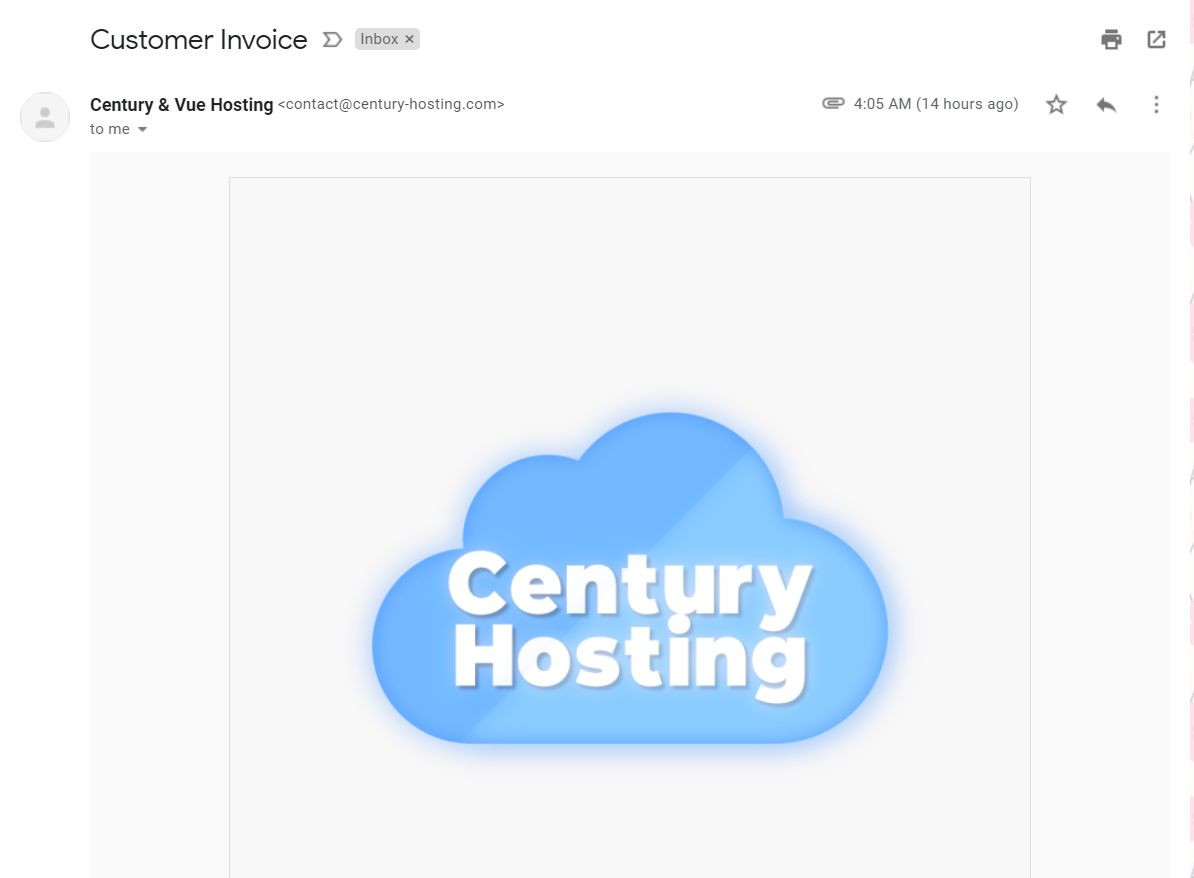 Customer Invoice Inbox ×
Century & Vue Hosting <contact@century-hosting.com> 4:05 AM (14 hours ago)
to me
Century
Hosting